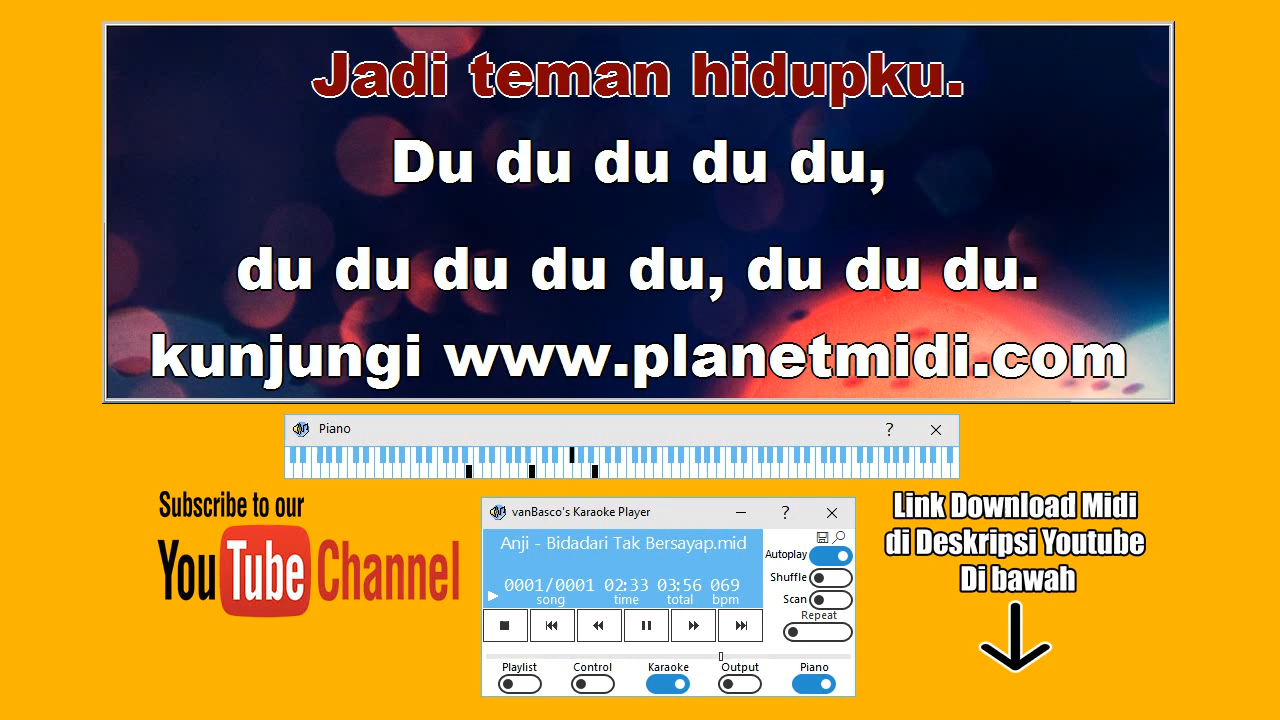 Jadi teman hidupku.
Du du du du du,
du du du du du, du du du.
kunjungi www.planetmidi.com
Piano
?
Subscribe to our
YouTube Channel
vanBasco's Karaoke Player
?
Anji - Bidadari Tak Bersayap.mid
0001/0001 02:33 03:56 069
song time total bpm
Autoplay
Shuffle
Scan
Repeat
Playlist Control Karaoke Output Piano
Link Download Midi
di Deskripsi Youtube
Di bawah